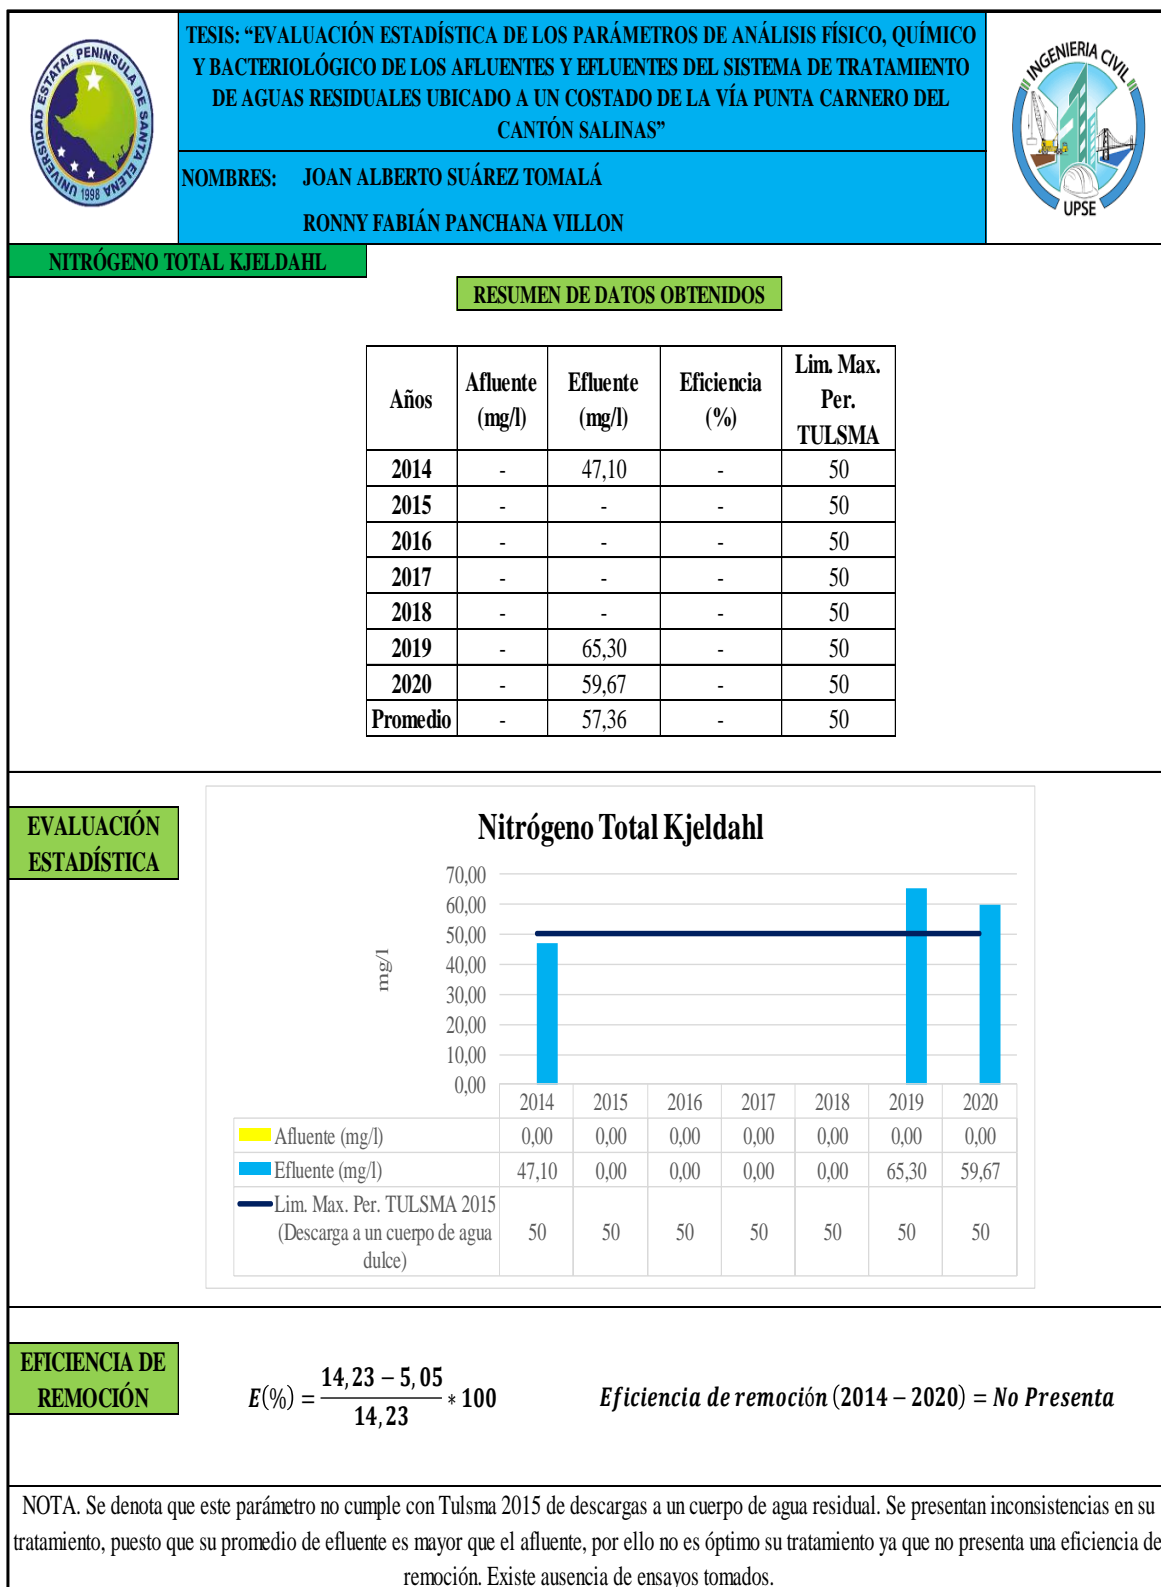 UNIVERSIDAD ESTATAL PENINSULA DE SANTA ELENA
1998
TESIS: “EVALUACIÓN ESTADÍSTICA DE LOS PARÁMETROS DE ANÁLISIS FÍSICO, QUÍMICO
Y BACTERIOLÓGICO DE LOS AFLUENTES Y EFLUENTES DEL SISTEMA DE TRATAMIENTO
DE AGUAS RESIDUALES UBICADO A UN COSTADO DE LA VÍA PUNTA CARNERO DEL
CANTÓN SALINAS”
NOMBRES: JOAN ALBERTO SUÁREZ TOMALÁ
RONNY FABIÁN PANCHANA VILLON
INGENIERIA CIVIL
UPSE
NITRÓGENO TOTAL KJELDAHL
RESUMEN DE DATOS OBTENIDOS
Años Afluente (mg/l) Efluente (mg/l) Eficiencia (%) Lim. Max. Per. TULSMA
2014 - 47,10 - 50
2015 - - - 50
2016 - - - 50
2017 - - - 50
2018 - - - 50
2019 - 65,30 - 50
2020 - 59,67 - 50
Promedio - 57,36 - 50
EVALUACIÓN
ESTADÍSTICA
Nitrógeno Total Kjeldahl
mg/l
70,00
60,00
50,00
40,00
30,00
20,00
10,00
0,00
2014 2015 2016 2017 2018 2019 2020
Afluente (mg/l) 0,00 0,00 0,00 0,00 0,00 0,00 0,00
Efluente (mg/l) 47,10 0,00 0,00 0,00 0,00 65,30 59,67
Lim. Max. Per. TULSMA 2015
(Descarga a un cuerpo de agua 50 50 50 50 50 50 50
dulce)
EFICIENCIA DE
REMOCIÓN
E(%) = (14,23 − 5,05) / 14,23 ∗ 100
Eficiencia de remoción (2014 − 2020) = No Presenta
NOTA. Se denota que este parámetro no cumple con Tulsma 2015 de descargas a un cuerpo de agua residual. Se presentan inconsistencias en su
tratamiento, puesto que su promedio de efluente es mayor que el afluente, por ello no es óptimo su tratamiento ya que no presenta una eficiencia de
remoción. Existe ausencia de ensayos tomados.